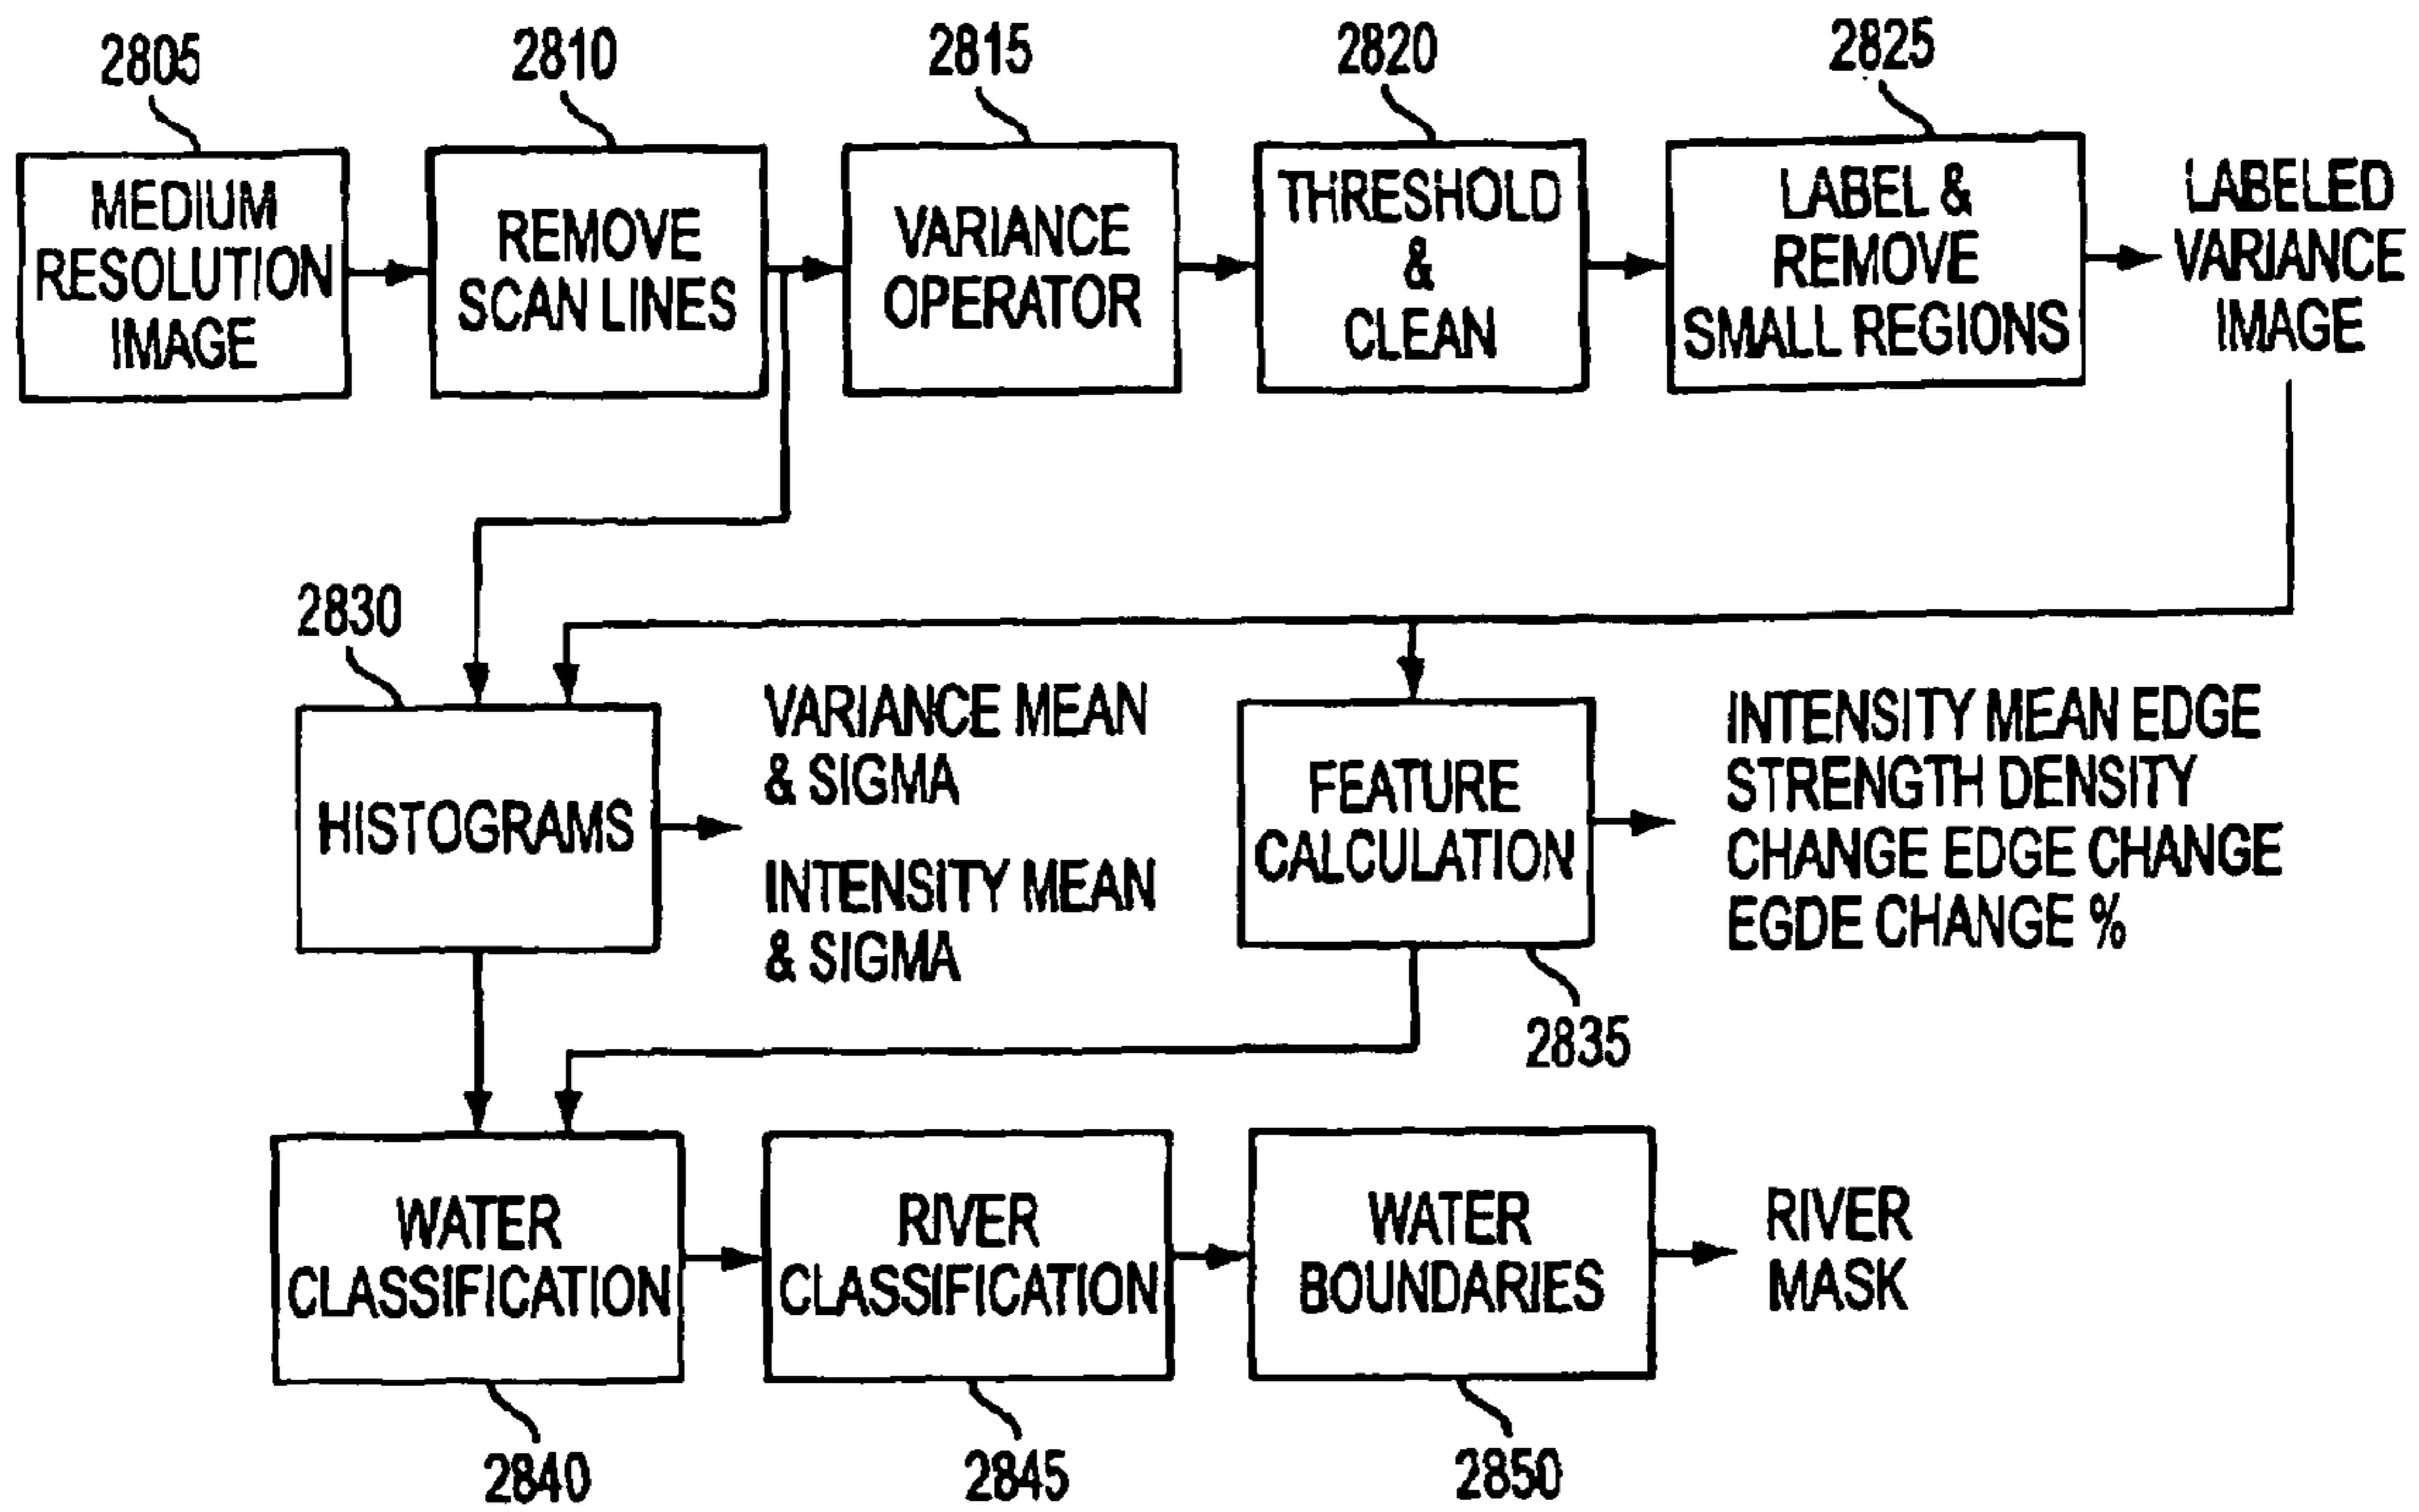 2805
2810
2815
2820
2825
MEDIUM
RESOLUTION
IMAGE
REMOVE
SCAN LINES
VARIANCE
OPERATOR
THRESHOLD
&
CLEAN
LABEL &
REMOVE
SMALL REGIONS
LABELED
VARIANCE
IMAGE
2830
HISTOGRAMS
VARIANCE MEAN
& SIGMA
INTENSITY MEAN
& SIGMA
FEATURE
CALCULATION
2835
INTENSITY MEAN EDGE
STRENGTH DENSITY
CHANGE EDGE CHANGE
EGDE CHANGE %
WATER
CLASSIFICATION
RIVER
CLASSIFICATION
WATER
BOUNDARIES
RIVER
MASK
2840
2845
2850